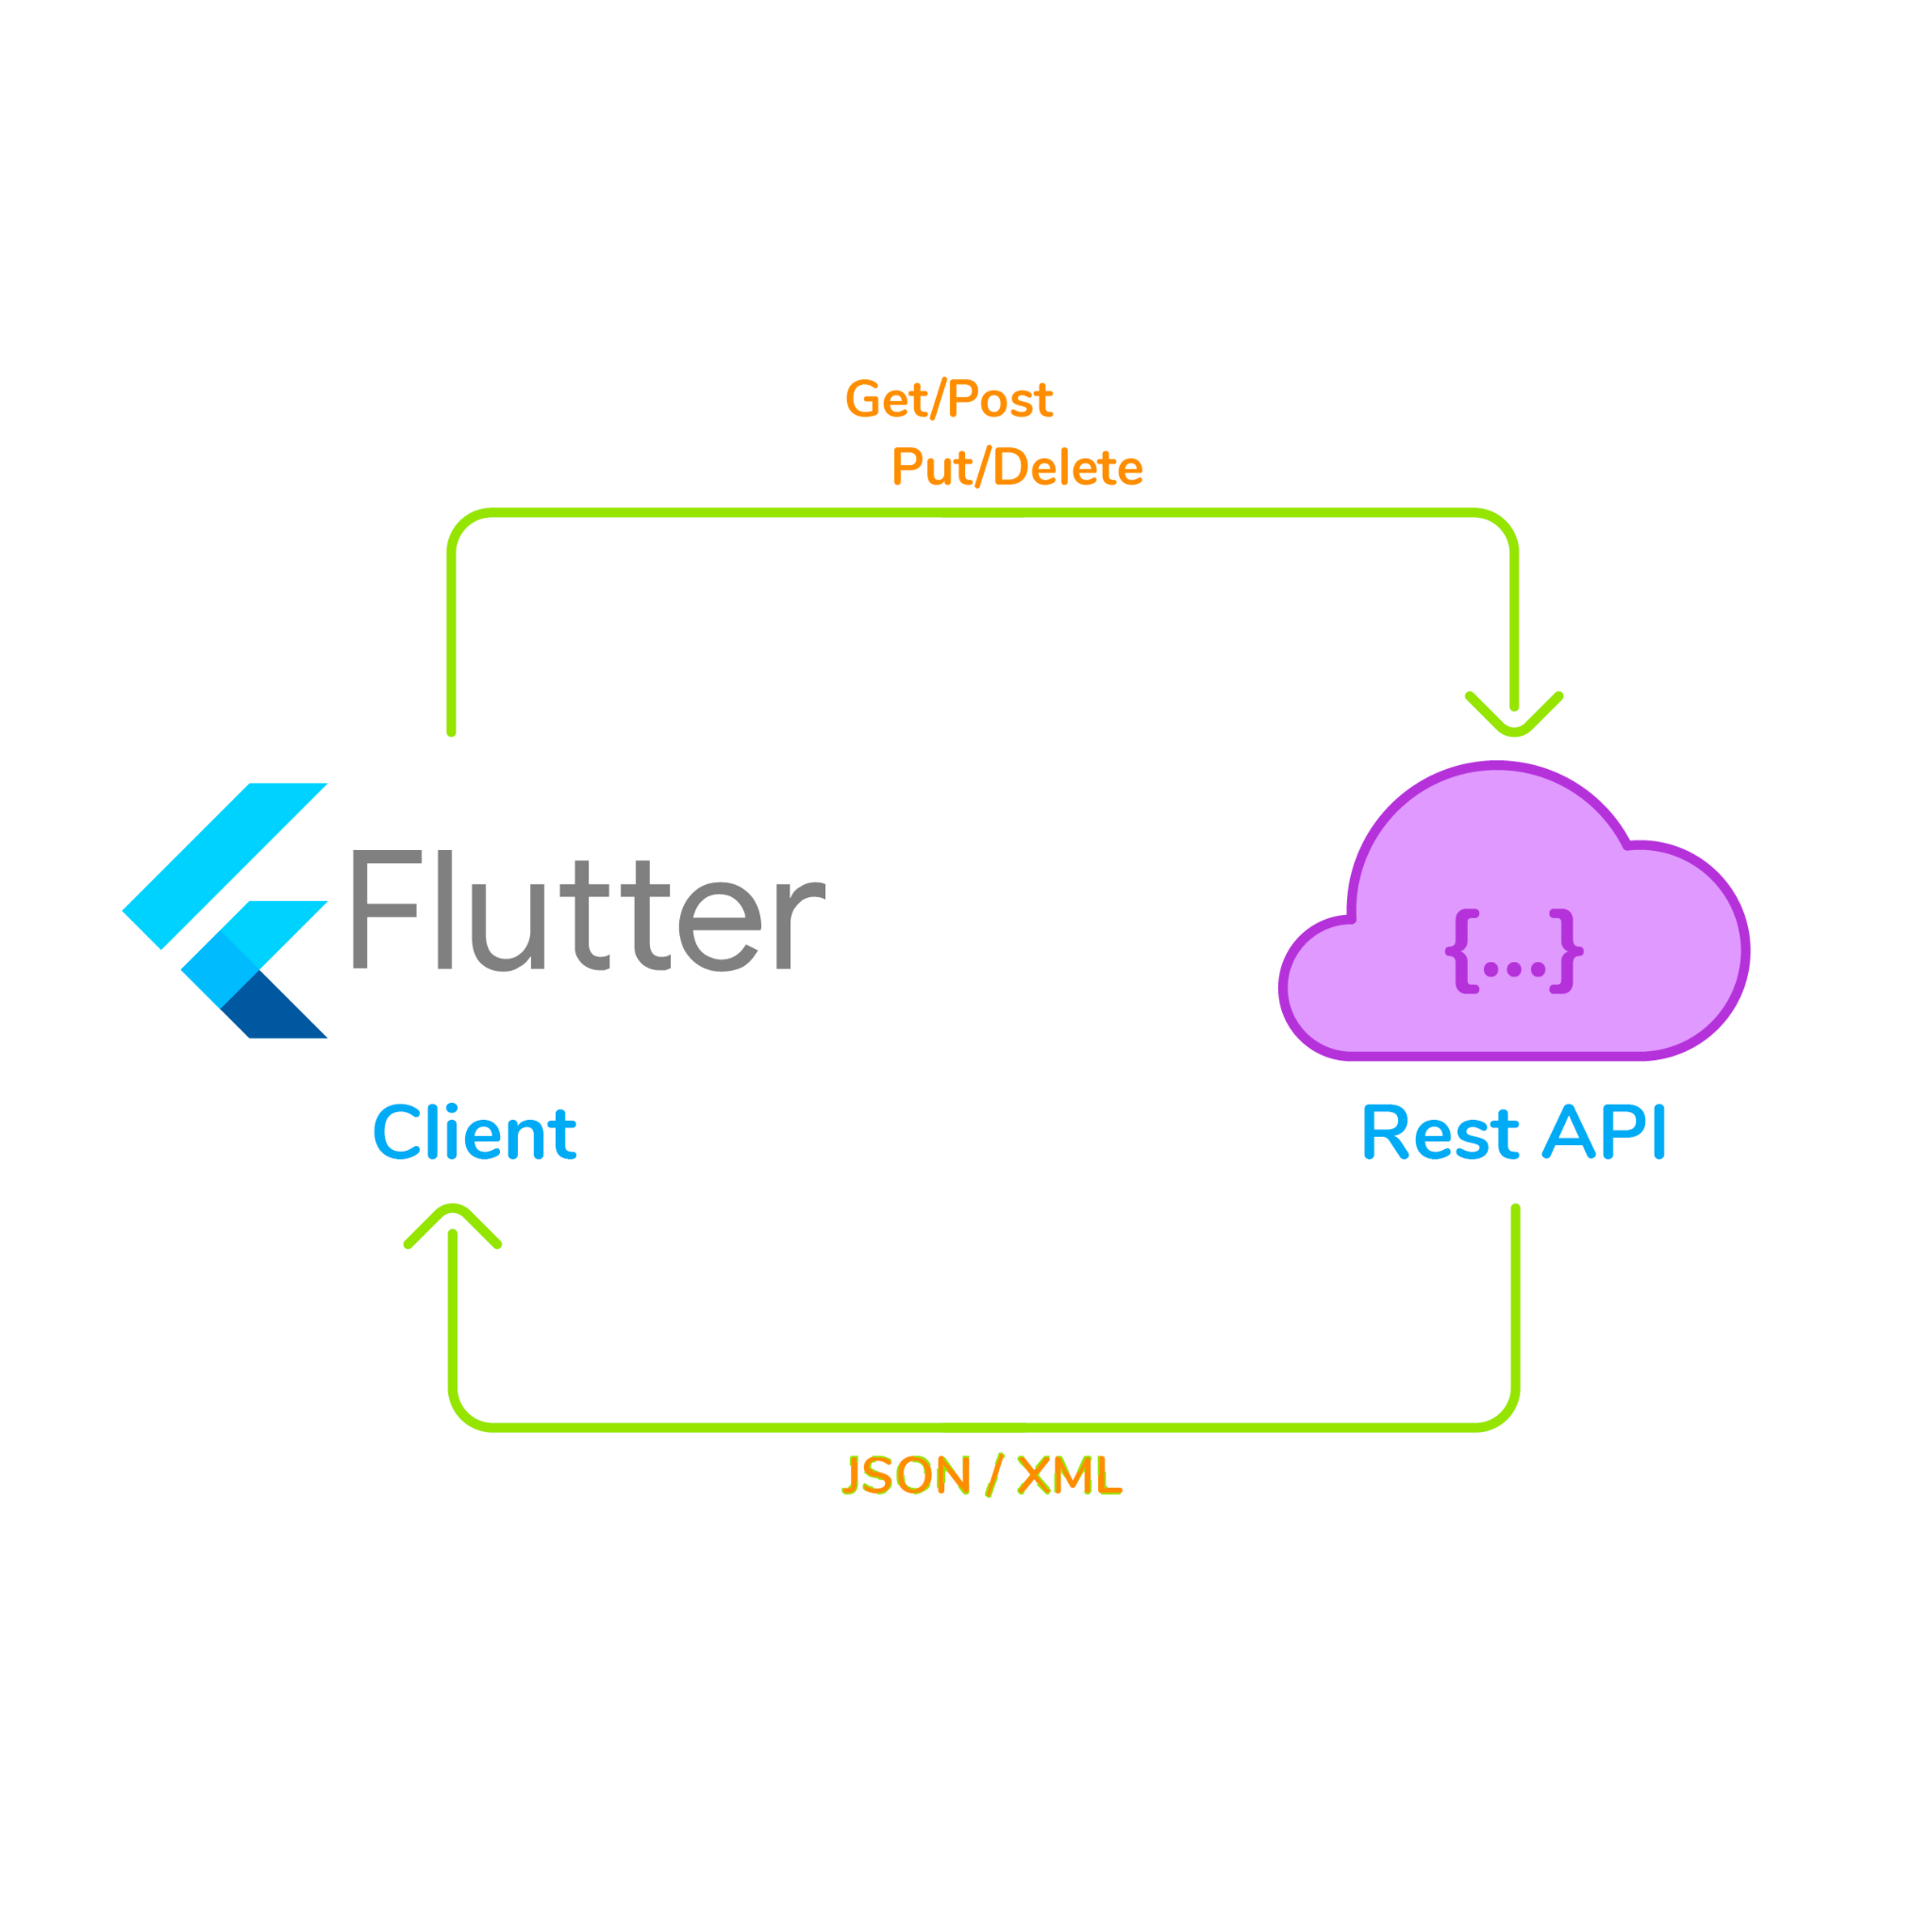 Get/Post
Put/Delete
Flutter
{...}
Client
Rest API
JSON / XML